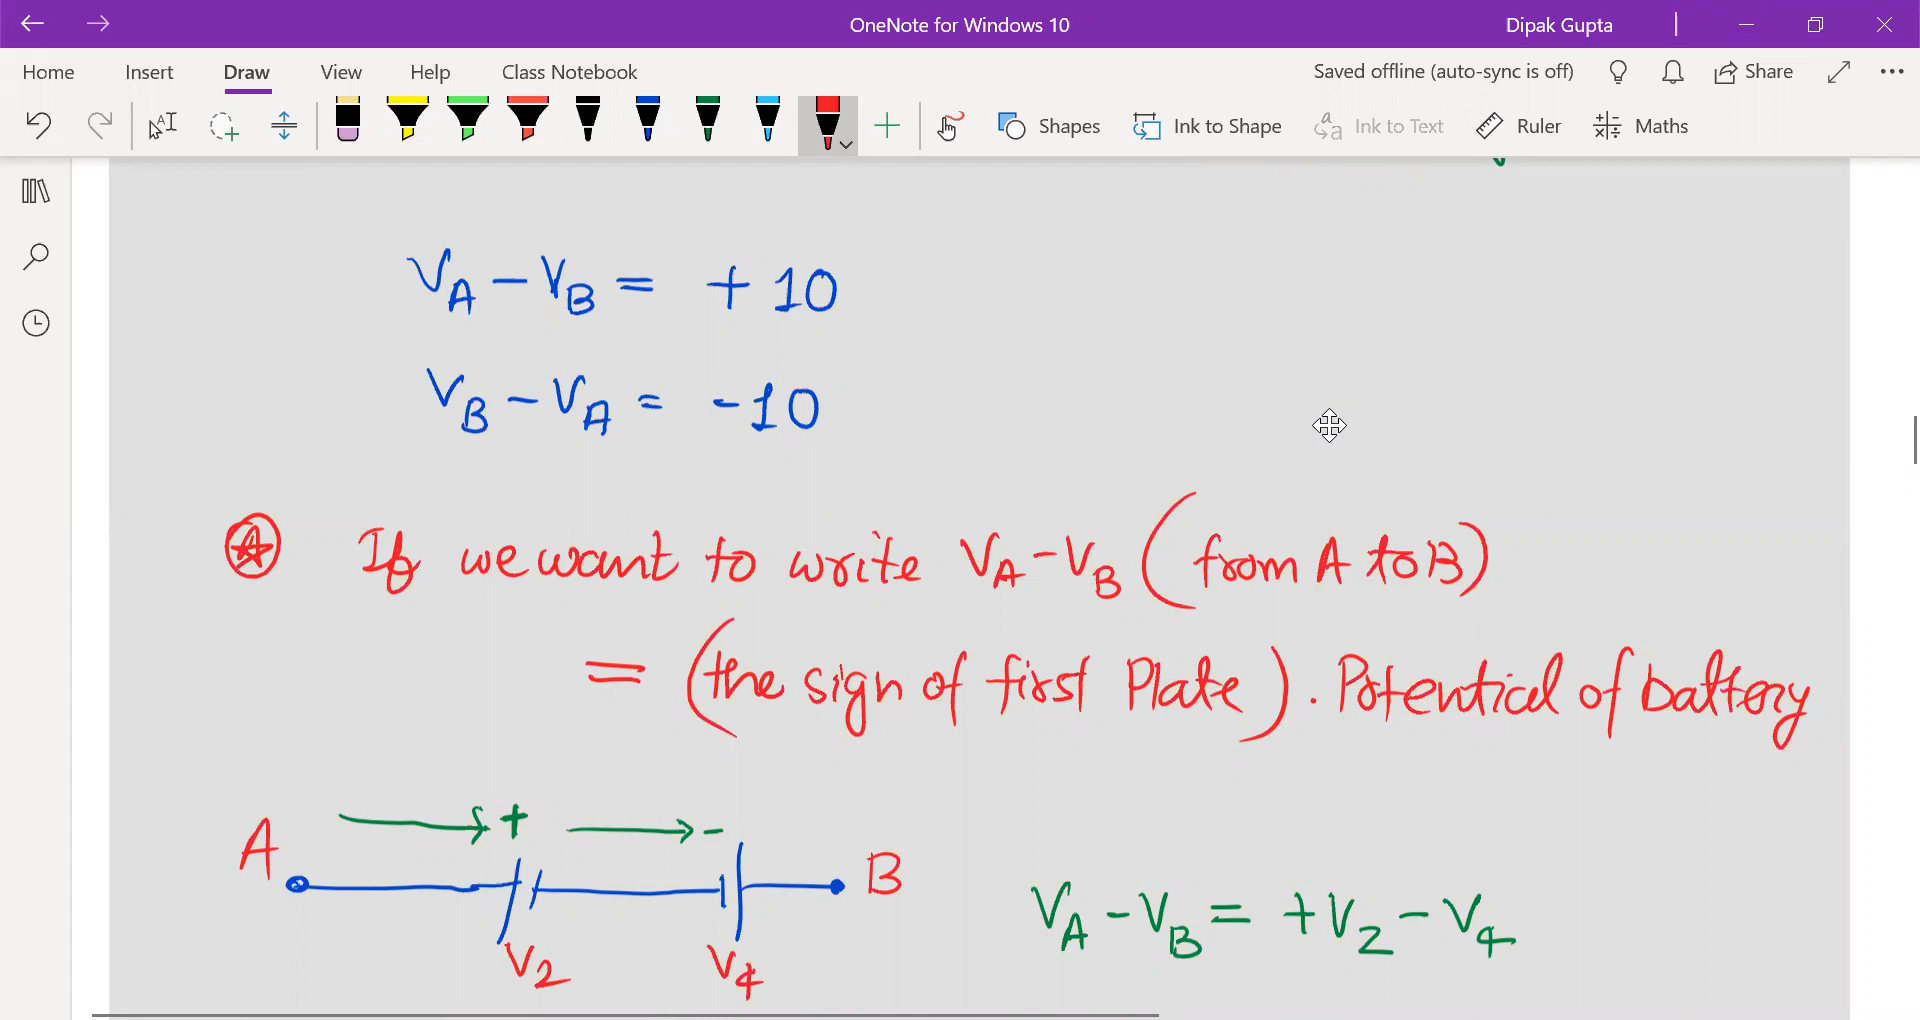 OneNote for Windows 10
Dipak Gupta
Home Insert Draw View Help Class Notebook
Saved offline (auto-sync is off) Share
Shapes Ink to Shape Ink to Text Ruler Maths
VA - VB = + 10
VB - VA = -10
If we want to write VA - VB (from A to B)
= (the sign of first Plate). Potential of battery
+ -
A B
V2 V4
VA - VB = +V2 - V4